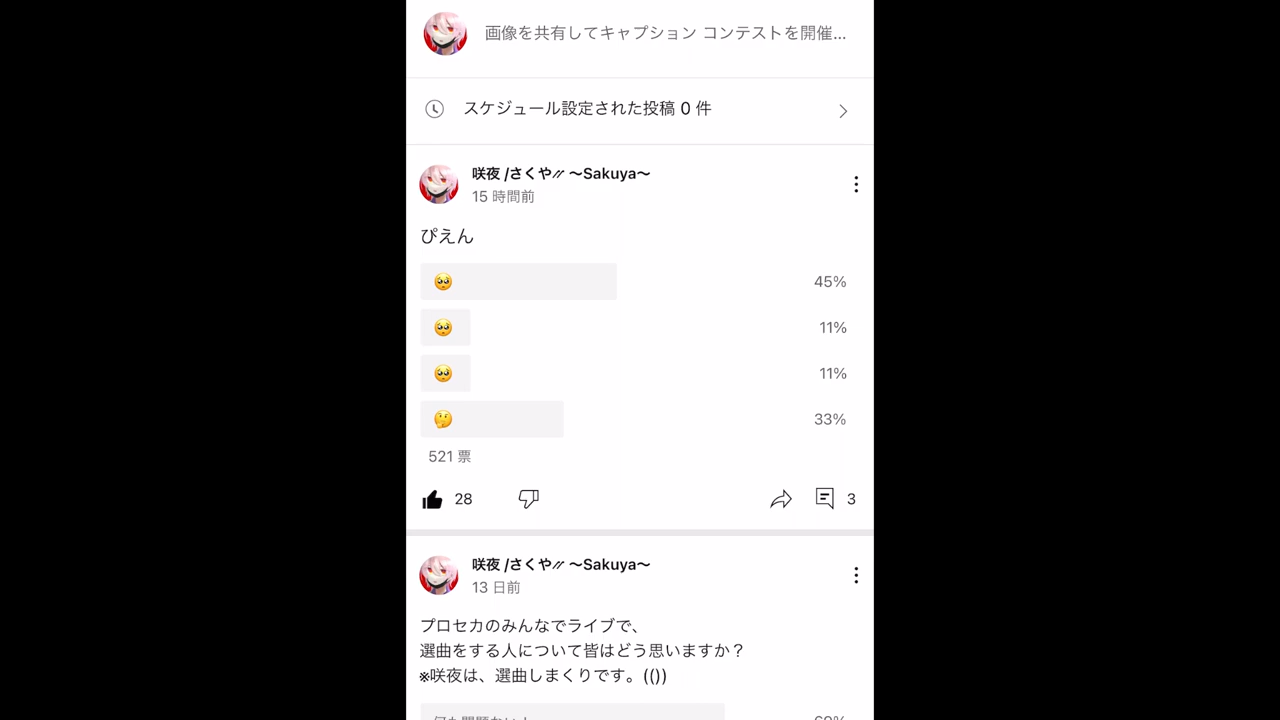 画像を共有してキャプション コンテストを開催...
スケジュール設定された投稿 0 件
咲夜 /さくや〃 〜Sakuya〜
15 時間前
ぴえん
🥺 45%
🥺 11%
🥺 11%
🤔 33%
521 票
28 3
咲夜 /さくや〃 〜Sakuya〜
13 日前
プロセカのみんなでライブで、
選曲をする人について皆はどう思いますか？
※咲夜は、選曲しまくりです。(())